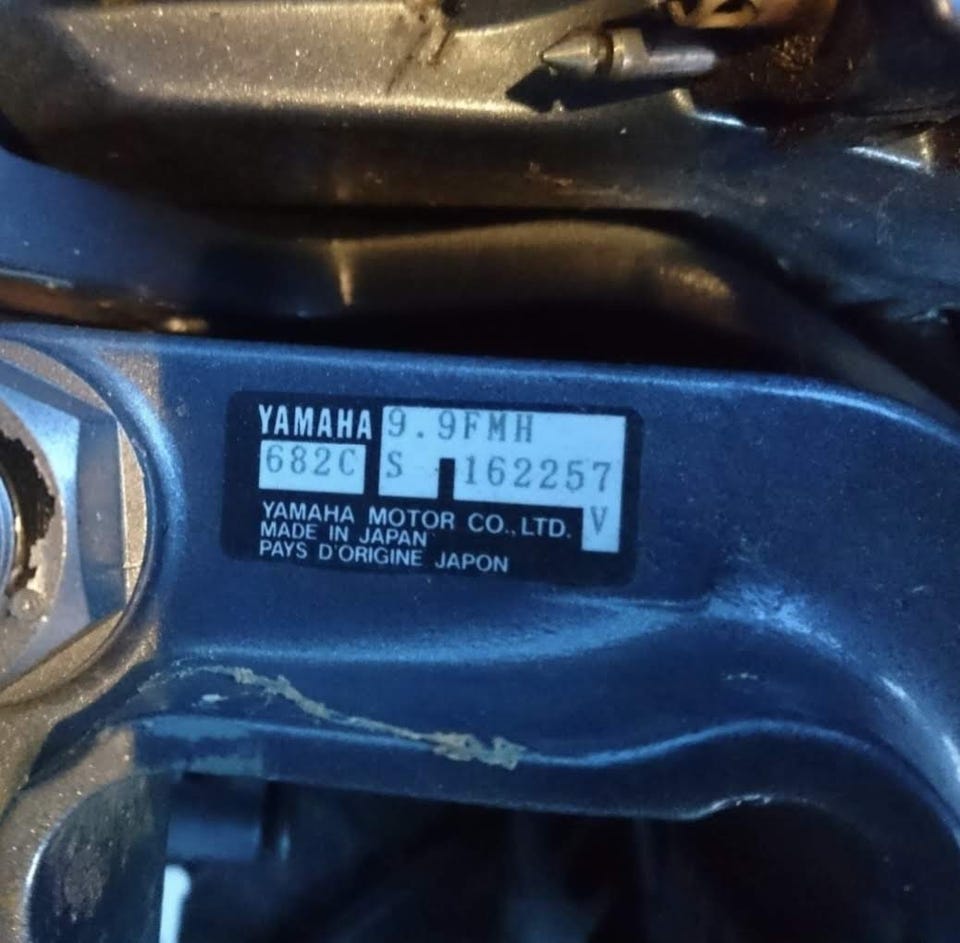 YAMAHA 9.9FMH
682C S 162257
V
YAMAHA MOTOR CO.,LTD.
MADE IN JAPAN
PAYS D'ORIGINE JAPON